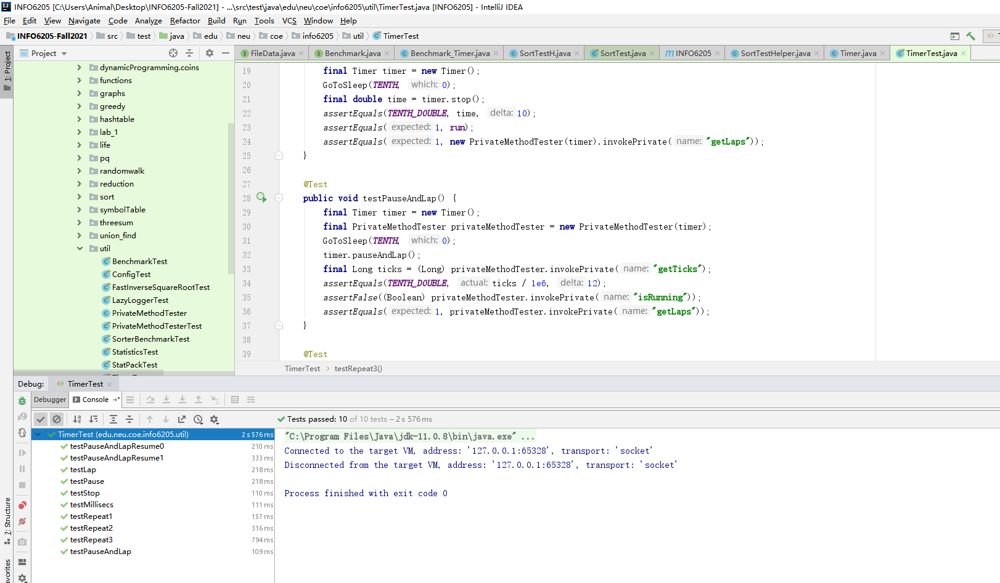 INFO6205 [C:\Users\Animal\Desktop\INFO6205-Fall2021] - ...\src\test\java\edu\neu\coe\info6205\util\TimerTest.java [INFO6205] - IntelliJ IDEA
File Edit View Navigate Code Analyze Refactor Build Run Tools VCS Window Help
INFO6205-Fall2021 src test java edu neu coe info6205 util TimerTest
1: Project
Project
FileData.java Benchmark.java Benchmark_Timer.java SortTestH.java SortTest.java INFO6205 SortTestHelper.java Timer.java TimerTest.java
dynamicProgramming.coins
functions
graphs
greedy
hashtable
lab_1
life
pq
randomwalk
reduction
sort
symbolTable
threesum
union_find
util
BenchmarkTest
ConfigTest
FastInverseSquareRootTest
LazyLoggerTest
PrivateMethodTester
PrivateMethodTesterTest
SorterBenchmarkTest
StatisticsTest
StatPackTest
19 final Timer timer = new Timer();
20 GoToSleep(TENTH, which: 0);
21 final double time = timer.stop();
22 assertEquals(TENTH_DOUBLE, time, delta: 10);
23 assertEquals( expected: 1, run);
24 assertEquals( expected: 1, new PrivateMethodTester(timer).invokePrivate( name: "getLaps"));
25 }
26
27 @Test
28 public void testPauseAndLap() {
29 final Timer timer = new Timer();
30 final PrivateMethodTester privateMethodTester = new PrivateMethodTester(timer);
31 GoToSleep(TENTH, which: 0);
32 timer.pauseAndLap();
33 final Long ticks = (Long) privateMethodTester.invokePrivate( name: "getTicks");
34 assertEquals(TENTH_DOUBLE, actual: ticks / 1e6, delta: 12);
35 assertFalse((Boolean) privateMethodTester.invokePrivate( name: "isRunning"));
36 assertEquals( expected: 1, privateMethodTester.invokePrivate( name: "getLaps"));
37 }
38
39 @Test
TimerTest › testRepeat3()
Debug: TimerTest
Debugger Console
Tests passed: 10 of 10 tests – 2 s 576 ms
TimerTest (edu.neu.coe.info6205.util) 2 s 576 ms
testPauseAndLapResume0 210 ms
testPauseAndLapResume1 333 ms
testLap 218 ms
testPause 218 ms
testStop 110 ms
testMillisecs 111 ms
testRepeat1 157 ms
testRepeat2 316 ms
testRepeat3 794 ms
testPauseAndLap 109 ms
"C:\Program Files\Java\jdk-11.0.8\bin\java.exe" ...
Connected to the target VM, address: '127.0.0.1:65328', transport: 'socket'
Disconnected from the target VM, address: '127.0.0.1:65328', transport: 'socket'
Process finished with exit code 0
7: Structure